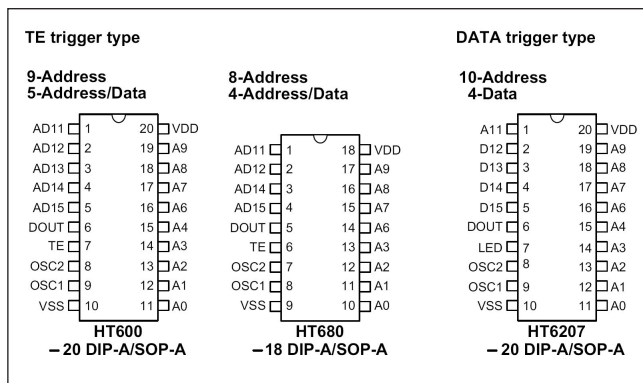 TE trigger type
DATA trigger type
9-Address
5-Address/Data
AD11 1 20 VDD
AD12 2 19 A9
AD13 3 18 A8
AD14 4 17 A7
AD15 5 16 A6
DOUT 6 15 A4
TE 7 14 A3
OSC2 8 13 A2
OSC1 9 12 A1
VSS 10 11 A0
HT600
– 20 DIP-A/SOP-A
8-Address
4-Address/Data
AD11 1 18 VDD
AD12 2 17 A9
AD14 3 16 A8
AD15 4 15 A7
DOUT 5 14 A6
TE 6 13 A3
OSC2 7 12 A2
OSC1 8 11 A1
VSS 9 10 A0
HT680
– 18 DIP-A/SOP-A
10-Address
4-Data
A11 1 20 VDD
D12 2 19 A9
D13 3 18 A8
D14 4 17 A7
D15 5 16 A6
DOUT 6 15 A4
LED 7 14 A3
OSC2 8 13 A2
OSC1 9 12 A1
VSS 10 11 A0
HT6207
– 20 DIP-A/SOP-A